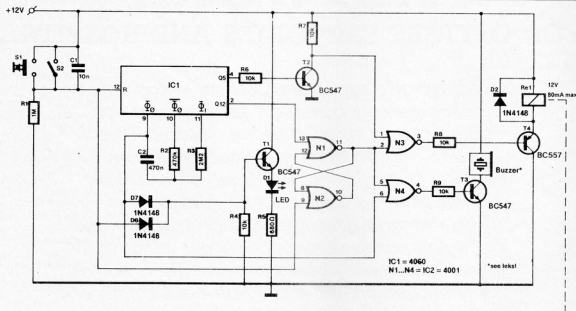 +12V
S1
S2
C1
10n
R1
1M
12
R
IC1
Q5
4
Q12
2
9
10
11
R6
10k
R7
10k
T2
BC547
C2
470n
R2
470k
R3
2M2
T1
BC547
D1
LED
D7
1N4148
D6
1N4148
R4
10k
R5
680Ω
13
12
N1
11
8
9
N2
10
1
2
N3
3
R8
10k
5
6
N4
4
R9
10k
D2
1N4148
Re1
12V
80mA max
T4
BC557
Buzzer*
T3
BC547
IC1 = 4060
N1...N4 = IC2 = 4001
*see tekst